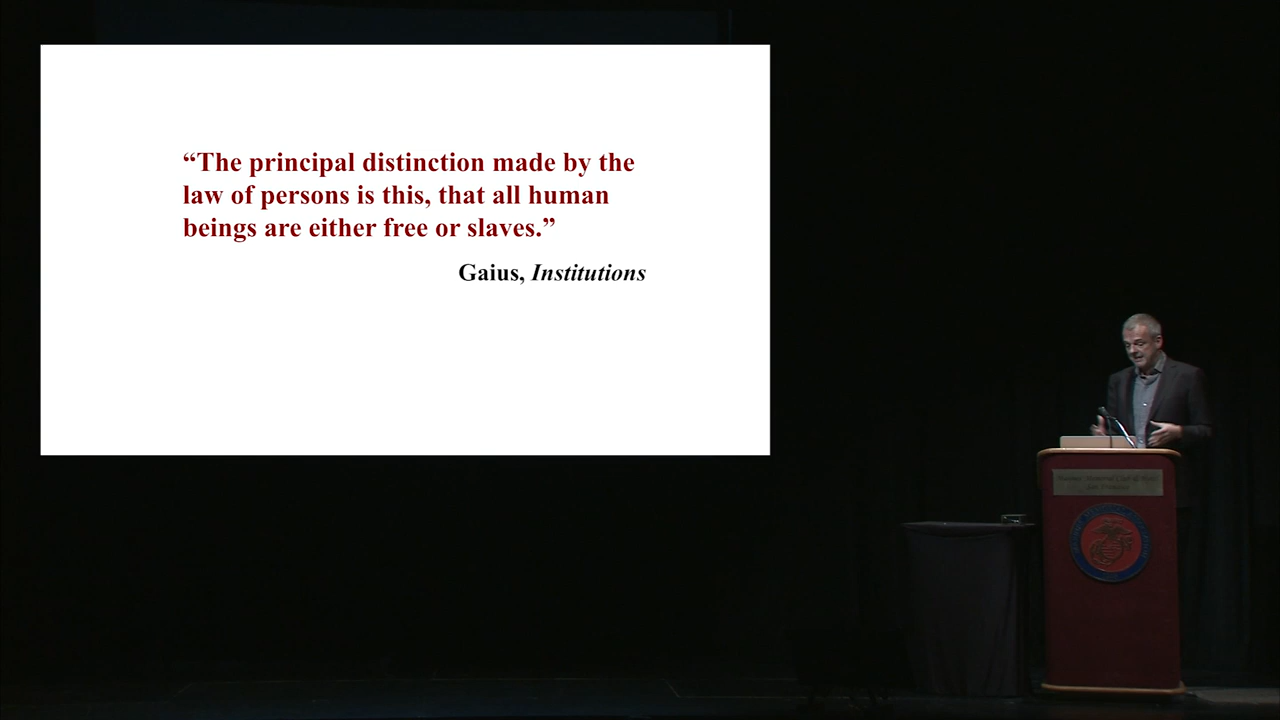 “The principal distinction made by the
law of persons is this, that all human
beings are either free or slaves.”
Gaius, Institutions